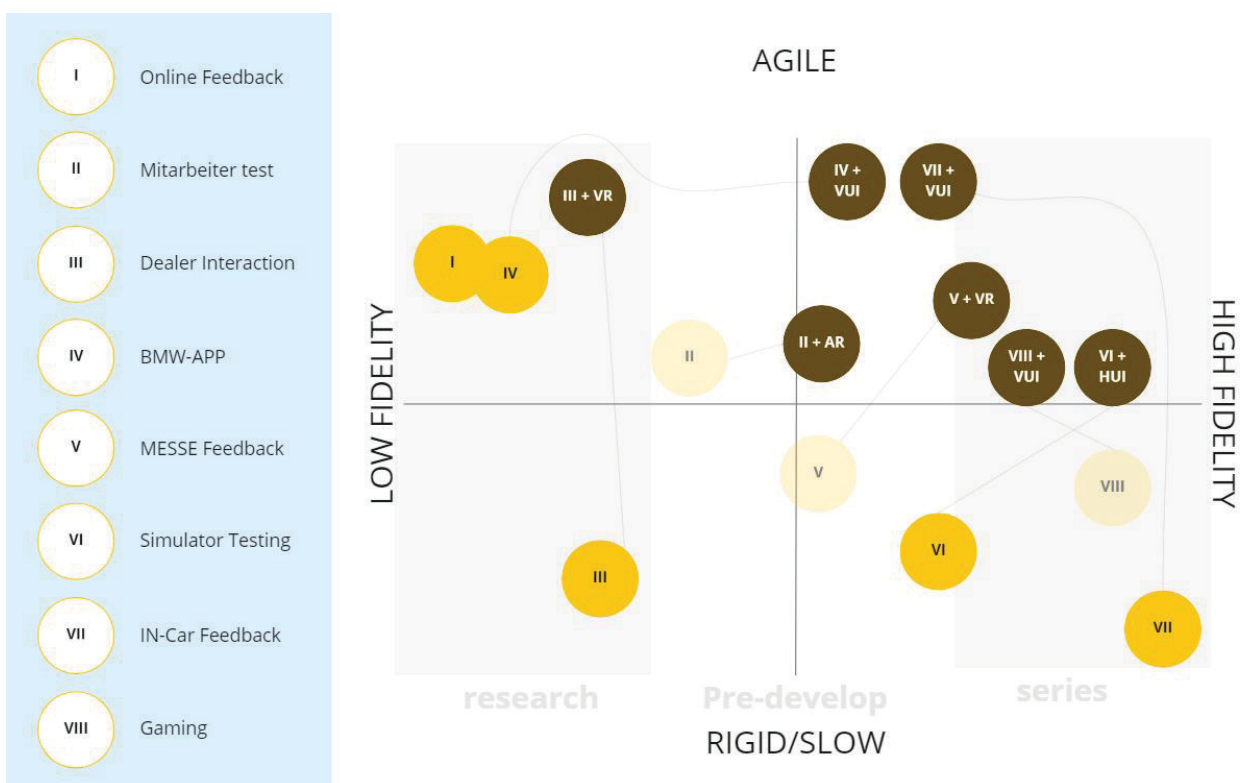 I
Online Feedback
II
Mitarbeiter test
III
Dealer Interaction
IV
BMW-APP
V
MESSE Feedback
VI
Simulator Testing
VII
IN-Car Feedback
VIII
Gaming
AGILE
LOW FIDELITY
HIGH FIDELITY
III + VR
IV +
VUI
VII +
VUI
I
IV
V + VR
II
II + AR
VIII +
VUI
VI +
HUI
V
VIII
VI
III
VII
research
Pre-develop
series
RIGID/SLOW